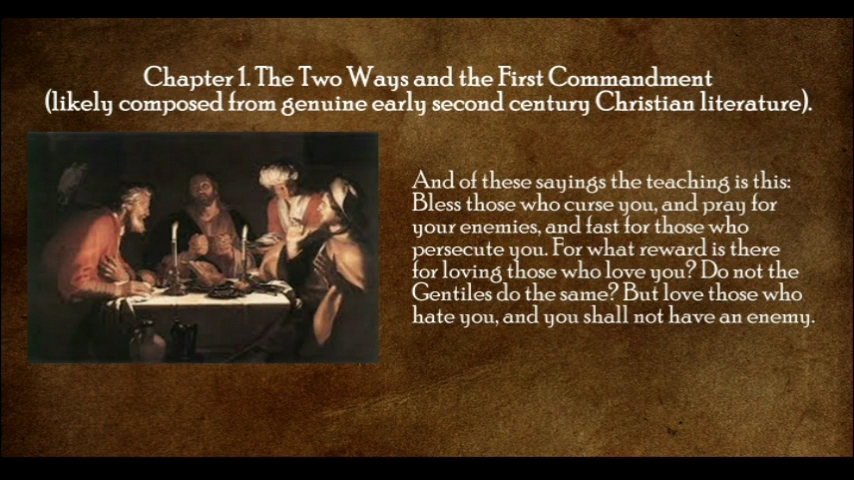 Chapter 1. The Two Ways and the First Commandment
(likely composed from genuine early second century Christian literature).
And of these sayings the teaching is this:
Bless those who curse you, and pray for
your enemies, and fast for those who
persecute you. For what reward is there
for loving those who love you? Do not the
Gentiles do the same? But love those who
hate you, and you shall not have an enemy.